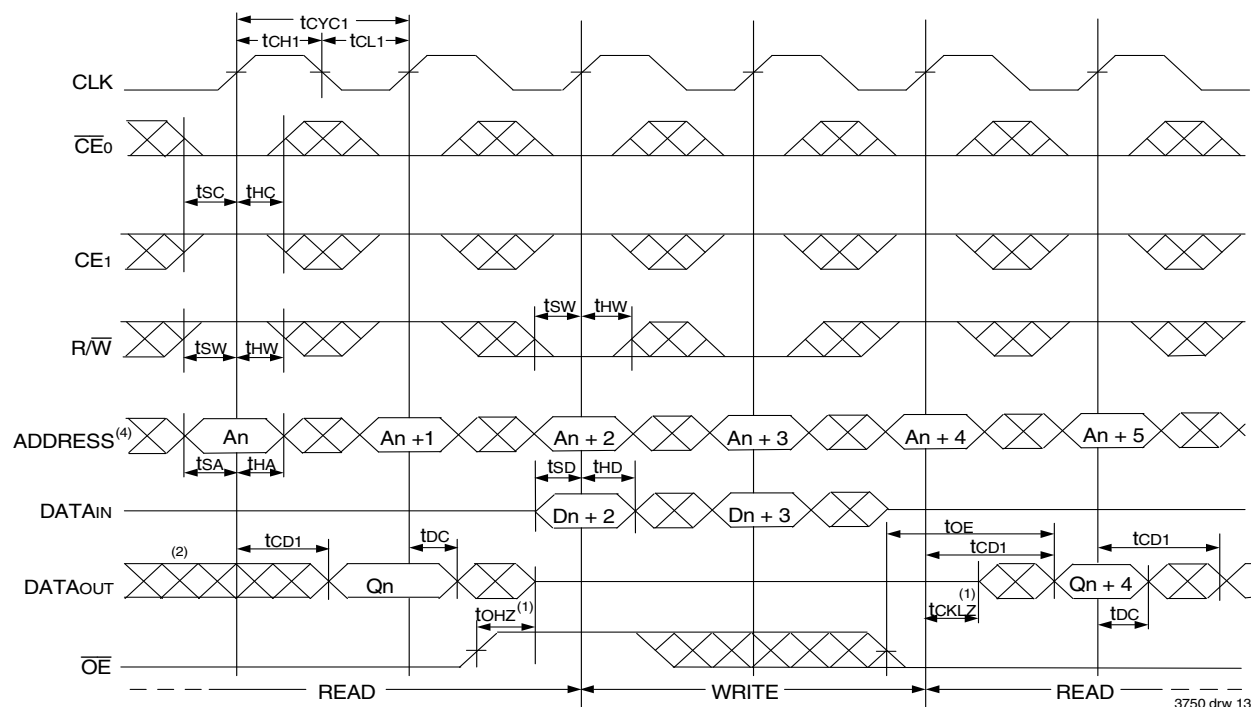 tCYC1
tCH1 tCL1
CLK
CE0
tSC tHC
CE1
tSW tHW
R/W
tSW tHW
ADDRESS(4) An An +1 An + 2 An + 3 An + 4 An + 5
tSA tHA
tSD tHD
DATAIN Dn + 2 Dn + 3
tOE
(2) tCD1 tDC tCD1 tCD1
DATAOUT Qn Qn + 4
tOHZ(1) tCKLZ(1) tDC
OE
READ WRITE READ
3750 drw 13